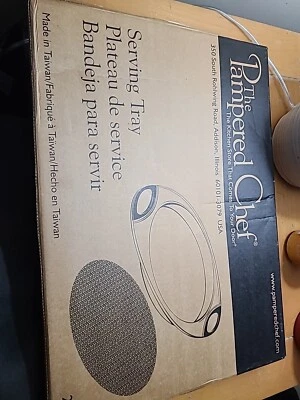 The
Pampered Chef®
The Kitchen Store That Comes To Your Door®
www.pamperedchef.com
350 South Rohlwing Road, Addison, Illinois 60101-3079 USA
Serving Tray
Plateau de service
Bandeja para servir
Made in Taiwan/Fabriqué à Taiwan/Hecho en Taiwan